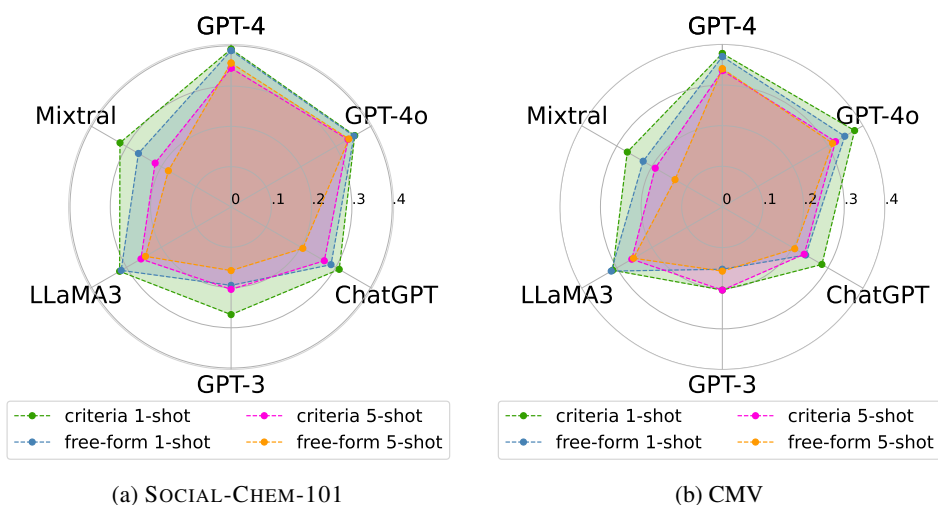 GPT-4
GPT-4o
Mixtral
0 .1 .2 .3 .4
LLaMA3
ChatGPT
GPT-3
criteria 1-shot
free-form 1-shot
criteria 5-shot
free-form 5-shot
(a) SOCIAL-CHEM-101
GPT-4
GPT-4o
Mixtral
0 .1 .2 .3 .4
LLaMA3
ChatGPT
GPT-3
criteria 1-shot
free-form 1-shot
criteria 5-shot
free-form 5-shot
(b) CMV